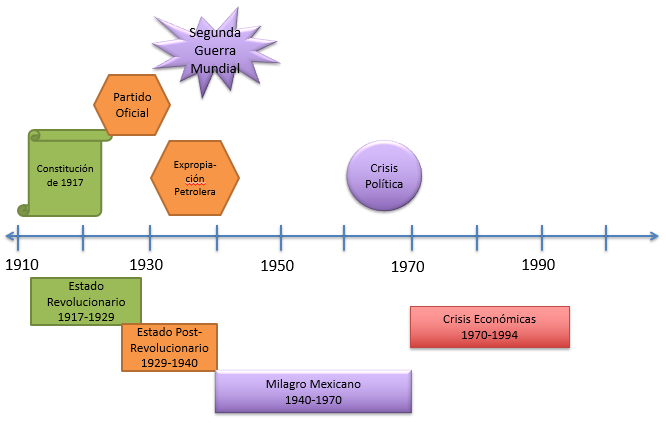 Segunda
Guerra
Mundial
Partido
Oficial
Constitución
de 1917
Expropia-
ción
Petrolera
Crisis
Política
1910
1930
1950
1970
1990
Estado
Revolucionario
1917-1929
Estado Post-
Revolucionario
1929-1940
Milagro Mexicano
1940-1970
Crisis Económicas
1970-1994